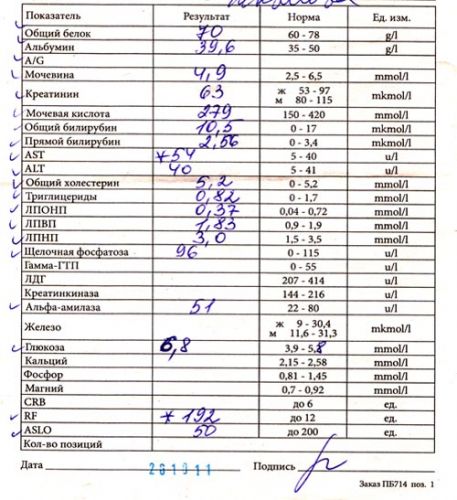 Показатель Результат Норма Ед. изм.
Общий белок 70 60 - 78 g/l
Альбумин 39,6 35 - 50 g/l
A/G
Мочевина 4,9 2,5 - 6,5 mmol/l
Креатинин 63 ж 53 - 97 м 80 - 115 mkmol/l
Мочевая кислота 279 150 - 420 mmol/l
Общий билирубин 10,5 0 - 17 mkmol/l
Прямой билирубин 2,56 0 - 3,4 mkmol/l
AST *54 5 - 40 u/l
ALT 40 5 - 41 u/l
Общий холестерин 5,2 0 - 5,2 mmol/l
Триглицериды 0,82 0 - 1,7 mmol/l
ЛПОНП 0,37 0,04 - 0,72 mmol/l
ЛПВП 1,83 0,9 - 1,9 mmol/l
ЛПНП 3,0 1,5 - 3,5 mmol/l
Щелочная фосфатоза 96 0 - 115 u/l
Гамма-ГТП 0 - 55 u/l
ЛДГ 207 - 414 u/l
Креатинкиназа 144 - 216 u/l
Альфа-амилаза 51 22 - 80 u/l
Железо ж 9 - 30,4 м 11,6 - 31,3 mkmol/l
Глюкоза 6,8 3,9 - 5,8 mmol/l
Кальций 2,15 - 2,58 mmol/l
Фосфор 0,81 - 1,45 mmol/l
Магний 0,7 - 0,92 mmol/l
CRB до 6 ед.
RF * 192 до 12 ед.
ASLO 50 до 200 ед.
Кол-во позиций
Дата 281011 Подпись
Заказ ПБ714 поз. 1